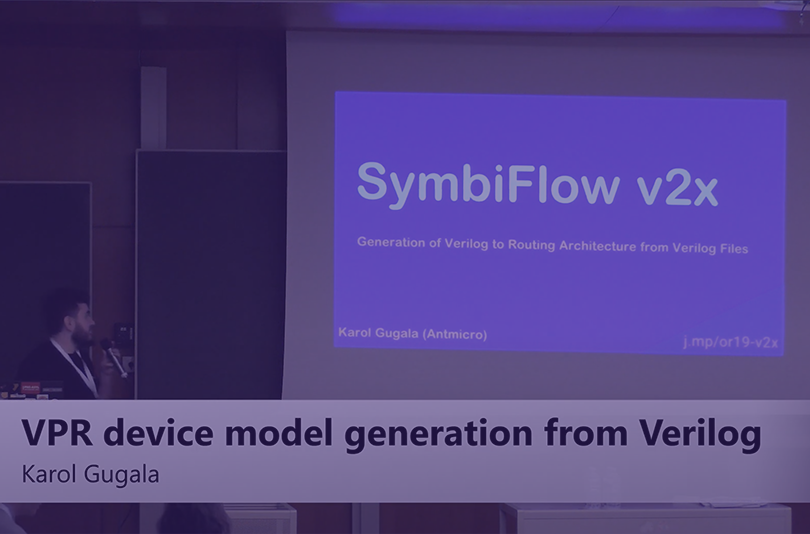 SymbiFlow v2x
Generation of Verilog to Routing Architecture from Verilog Files
Karol Gugala (Antmicro)
j.mp/or19-v2x
VPR device model generation from Verilog
Karol Gugala